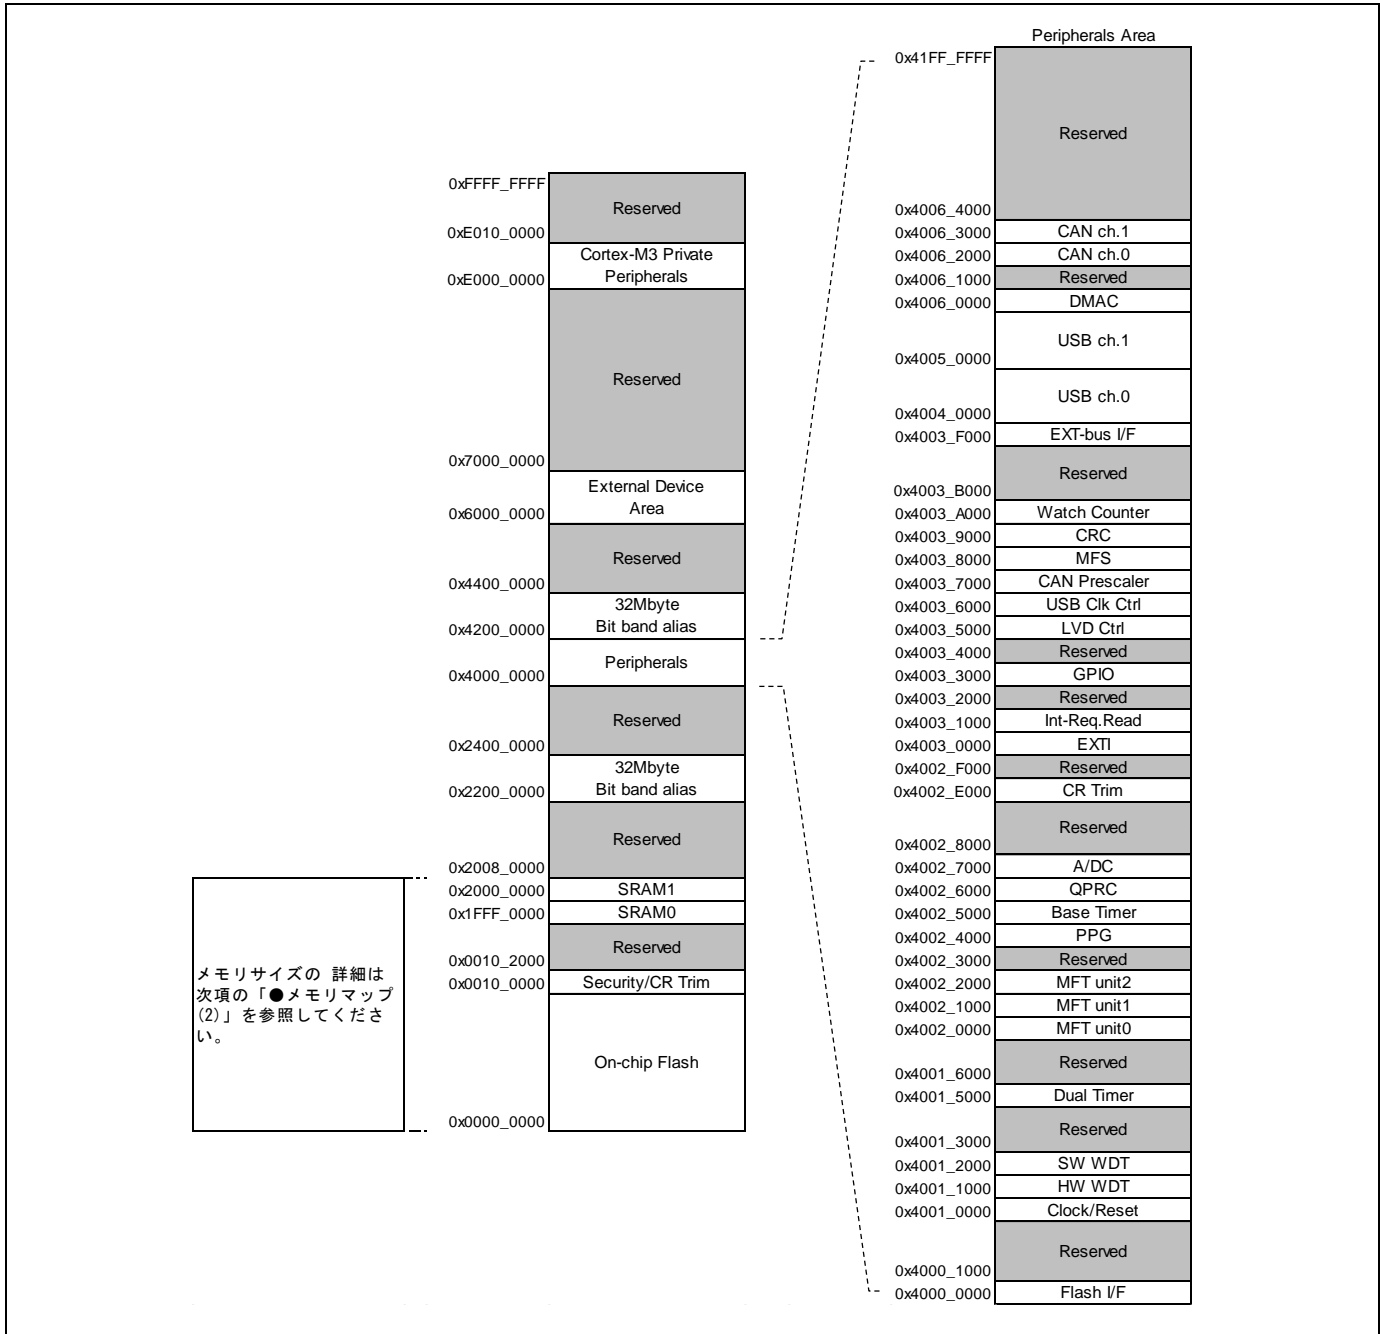 Peripherals Area
0x41FF_FFFF
Reserved
0x4006_4000
0x4006_3000 CAN ch.1
0x4006_2000 CAN ch.0
0x4006_1000 Reserved
0x4006_0000 DMAC
USB ch.1
0x4005_0000
USB ch.0
0x4004_0000
0x4003_F000 EXT-bus I/F
Reserved
0x4003_B000
0x4003_A000 Watch Counter
0x4003_9000 CRC
0x4003_8000 MFS
0x4003_7000 CAN Prescaler
0x4003_6000 USB Clk Ctrl
0x4003_5000 LVD Ctrl
0x4003_4000 Reserved
0x4003_3000 GPIO
0x4003_2000 Reserved
0x4003_1000 Int-Req.Read
0x4003_0000 EXTI
0x4002_F000 Reserved
0x4002_E000 CR Trim
Reserved
0x4002_8000
0x4002_7000 A/DC
0x4002_6000 QPRC
0x4002_5000 Base Timer
0x4002_4000 PPG
0x4002_3000 Reserved
0x4002_2000 MFT unit2
0x4002_1000 MFT unit1
0x4002_0000 MFT unit0
Reserved
0x4001_6000
0x4001_5000 Dual Timer
Reserved
0x4001_3000
0x4001_2000 SW WDT
0x4001_1000 HW WDT
0x4001_0000 Clock/Reset
Reserved
0x4000_1000
0x4000_0000 Flash I/F
0xFFFF_FFFF
Reserved
0xE010_0000
Cortex-M3 Private
Peripherals
0xE000_0000
Reserved
0x7000_0000
External Device
Area
0x6000_0000
Reserved
0x4400_0000
32Mbyte
Bit band alias
0x4200_0000
Peripherals
0x4000_0000
Reserved
0x2400_0000
32Mbyte
Bit band alias
0x2200_0000
Reserved
0x2008_0000
0x2000_0000 SRAM1
0x1FFF_0000 SRAM0
Reserved
0x0010_2000
0x0010_0000 Security/CR Trim
On-chip Flash
0x0000_0000
メモリサイズの 詳細は
次項の「●メモリマップ
(2)」を参照してくださ
い。